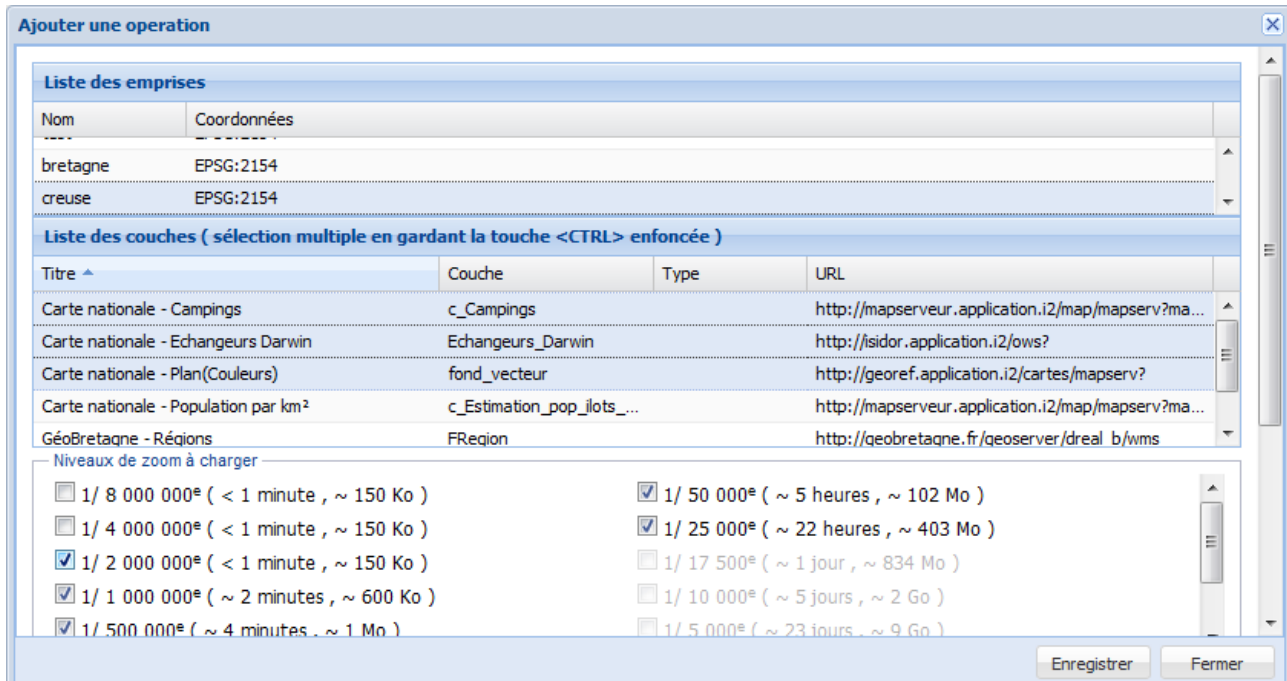 Ajouter une operation
Liste des emprises
Nom Coordonnées
bretagne EPSG:2154
creuse EPSG:2154
Liste des couches ( sélection multiple en gardant la touche <CTRL> enfoncée )
Titre Couche Type URL
Carte nationale - Campings c_Campings http://mapserveur.application.i2/map/mapserv?ma...
Carte nationale - Echangeurs Darwin Echangeurs_Darwin http://isidor.application.i2/ows?
Carte nationale - Plan(Couleurs) fond_vecteur http://georef.application.i2/cartes/mapserv?
Carte nationale - Population par km² c_Estimation_pop_ilots_... http://mapserveur.application.i2/map/mapserv?ma...
GéoBretagne - Régions FRegion http://geobretagne.fr/geoserver/dreal_b/wms
Niveaux de zoom à charger
1/ 8 000 000ᵉ ( < 1 minute , ~ 150 Ko ) 1/ 50 000ᵉ ( ~ 5 heures , ~ 102 Mo )
1/ 4 000 000ᵉ ( < 1 minute , ~ 150 Ko ) 1/ 25 000ᵉ ( ~ 22 heures , ~ 403 Mo )
1/ 2 000 000ᵉ ( < 1 minute , ~ 150 Ko ) 1/ 17 500ᵉ ( ~ 1 jour , ~ 834 Mo )
1/ 1 000 000ᵉ ( ~ 2 minutes , ~ 600 Ko ) 1/ 10 000ᵉ ( ~ 5 jours , ~ 2 Go )
1/ 500 000ᵉ ( ~ 4 minutes , ~ 1 Mo ) 1/ 5 000ᵉ ( ~ 23 jours , ~ 9 Go )
Enregistrer Fermer